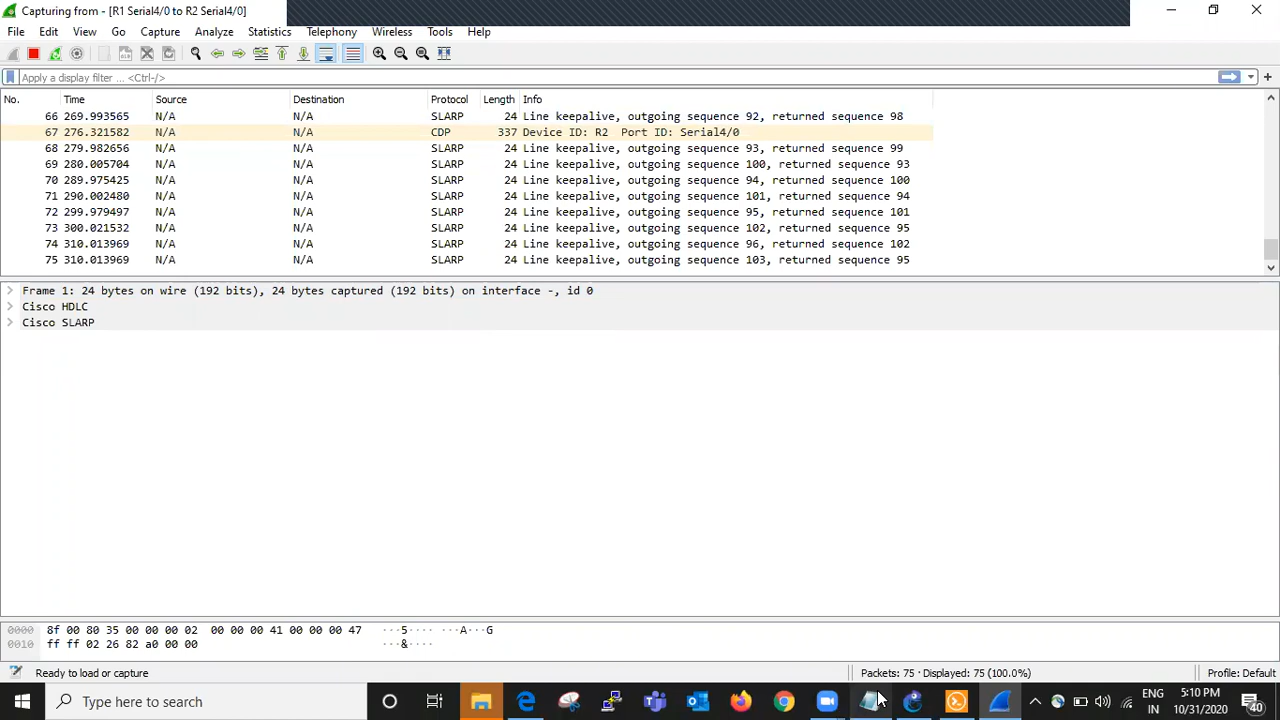 Capturing from - [R1 Serial4/0 to R2 Serial4/0]
File Edit View Go Capture Analyze Statistics Telephony Wireless Tools Help
Apply a display filter ... <Ctrl-/>
No. Time Source Destination Protocol Length Info
66 269.993565 N/A N/A SLARP 24 Line keepalive, outgoing sequence 92, returned sequence 98
67 276.321582 N/A N/A CDP 337 Device ID: R2 Port ID: Serial4/0
68 279.982656 N/A N/A SLARP 24 Line keepalive, outgoing sequence 93, returned sequence 99
69 280.005704 N/A N/A SLARP 24 Line keepalive, outgoing sequence 100, returned sequence 93
70 289.975425 N/A N/A SLARP 24 Line keepalive, outgoing sequence 94, returned sequence 100
71 290.002480 N/A N/A SLARP 24 Line keepalive, outgoing sequence 101, returned sequence 94
72 299.979497 N/A N/A SLARP 24 Line keepalive, outgoing sequence 95, returned sequence 101
73 300.021532 N/A N/A SLARP 24 Line keepalive, outgoing sequence 102, returned sequence 95
74 310.013969 N/A N/A SLARP 24 Line keepalive, outgoing sequence 96, returned sequence 102
75 310.013969 N/A N/A SLARP 24 Line keepalive, outgoing sequence 103, returned sequence 95
Frame 1: 24 bytes on wire (192 bits), 24 bytes captured (192 bits) on interface -, id 0
Cisco HDLC
Cisco SLARP
0000 8f 00 80 35 00 00 00 02 00 00 00 41 00 00 00 47 ···5···· ···A···G
0010 ff ff 02 26 82 a0 00 00 ···&····
Ready to load or capture Packets: 75 · Displayed: 75 (100.0%) Profile: Default
Type here to search
ENG 5:10 PM
IN 10/31/2020 40